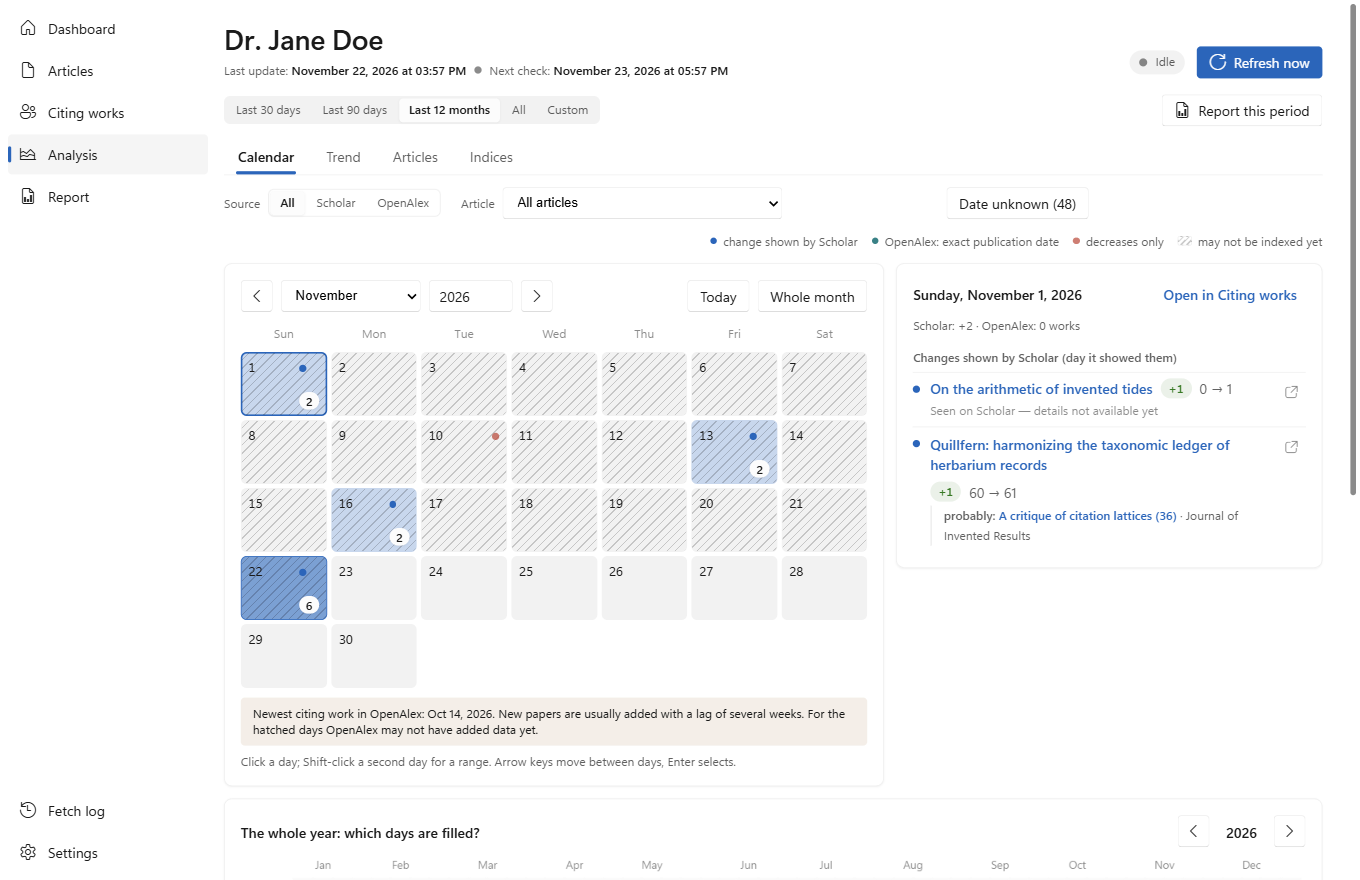 Dashboard
Articles
Citing works
Analysis
Report
Fetch log
Settings
Dr. Jane Doe
Last update: November 22, 2026 at 03:57 PM Next check: November 23, 2026 at 05:57 PM
Idle
Refresh now
Last 30 days Last 90 days Last 12 months All Custom
Report this period
Calendar Trend Articles Indices
Source All Scholar OpenAlex Article All articles Date unknown (48)
change shown by Scholar OpenAlex: exact publication date decreases only may not be indexed yet
November 2026 Today Whole month
Sun Mon Tue Wed Thu Fri Sat
1 2 3 4 5 6 7
2
8 9 10 11 12 13 14
2
15 16 17 18 19 20 21
2
22 23 24 25 26 27 28
6
29 30
Newest citing work in OpenAlex: Oct 14, 2026. New papers are usually added with a lag of several weeks. For the
hatched days OpenAlex may not have added data yet.
Click a day; Shift-click a second day for a range. Arrow keys move between days, Enter selects.
Sunday, November 1, 2026 Open in Citing works
Scholar: +2 · OpenAlex: 0 works
Changes shown by Scholar (day it showed them)
On the arithmetic of invented tides +1 0 → 1
Seen on Scholar — details not available yet
Quillfern: harmonizing the taxonomic ledger of
herbarium records
+1 60 → 61
probably: A critique of citation lattices (36) · Journal of
Invented Results
The whole year: which days are filled? 2026
Jan Feb Mar Apr May Jun Jul Aug Sep Oct Nov Dec